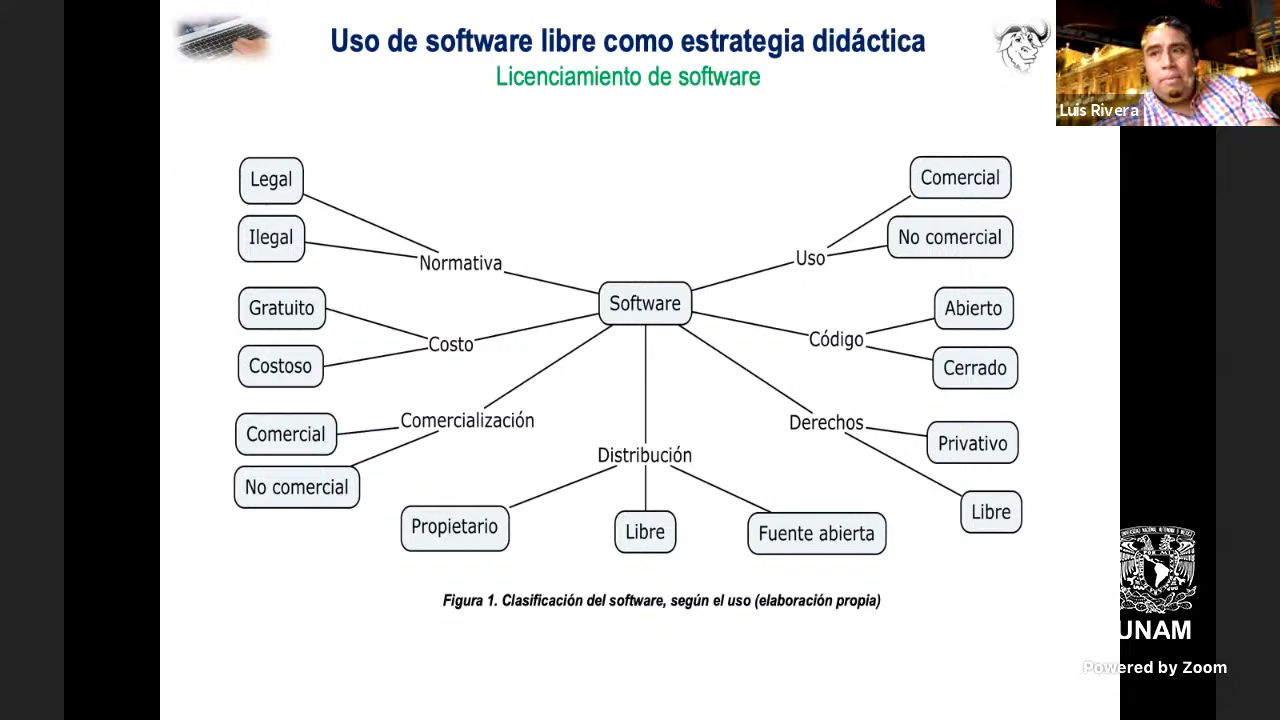 Uso de software libre como estrategia didáctica
Licenciamiento de software
Luis Rivera
Legal
Ilegal
Normativa
Gratuito
Costoso
Costo
Comercial
No comercial
Comercialización
Software
Distribución
Propietario
Libre
Fuente abierta
Uso
Comercial
No comercial
Código
Abierto
Cerrado
Derechos
Privativo
Libre
Figura 1. Clasificación del software, según el uso (elaboración propia)
UNAM
Powered by Zoom